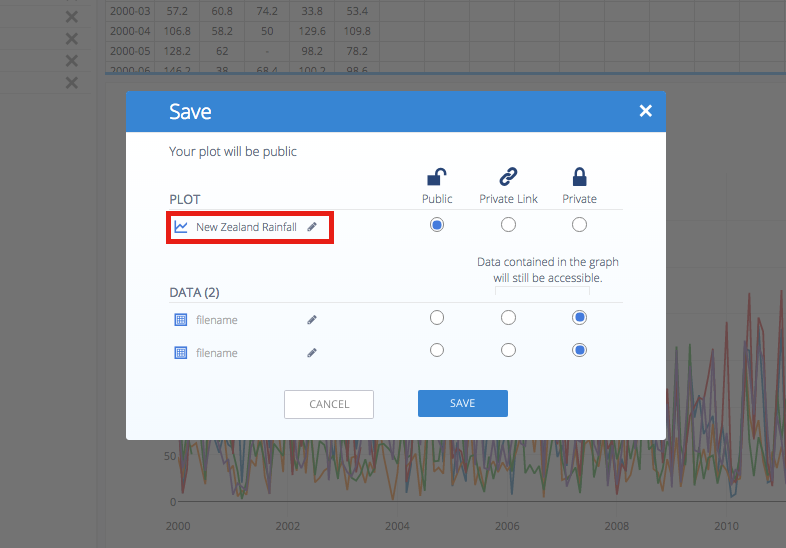 2000-03 57.2 60.8 74.2 33.8 53.4
2000-04 106.8 58.2 50 129.6 109.8
2000-05 128.2 62 - 98.2 78.2
2000-06 146.2 38 68.4 100.2 98.6
Save
Your plot will be public
PLOT
Public Private Link Private
New Zealand Rainfall
Data contained in the graph
will still be accessible.
DATA (2)
filename
filename
CANCEL SAVE
50
0
2000 2002 2004 2006 2008 2010